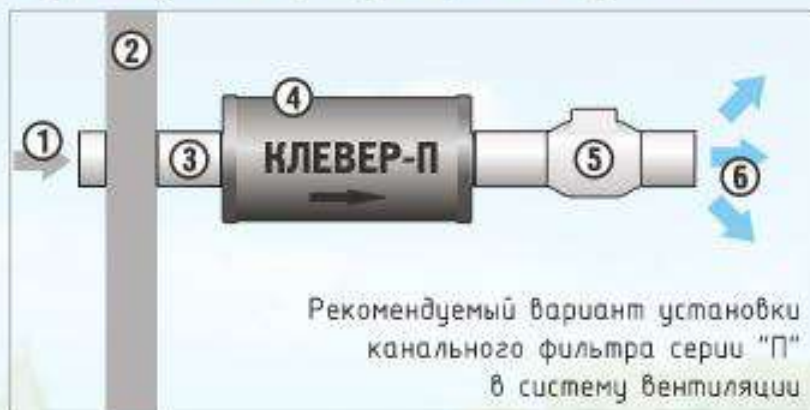 ①
②
③
④
КЛЕВЕР-П
⑤
⑥
Рекомендуемый вариант установки
канального фильтра серии "П"
в систему вентиляции